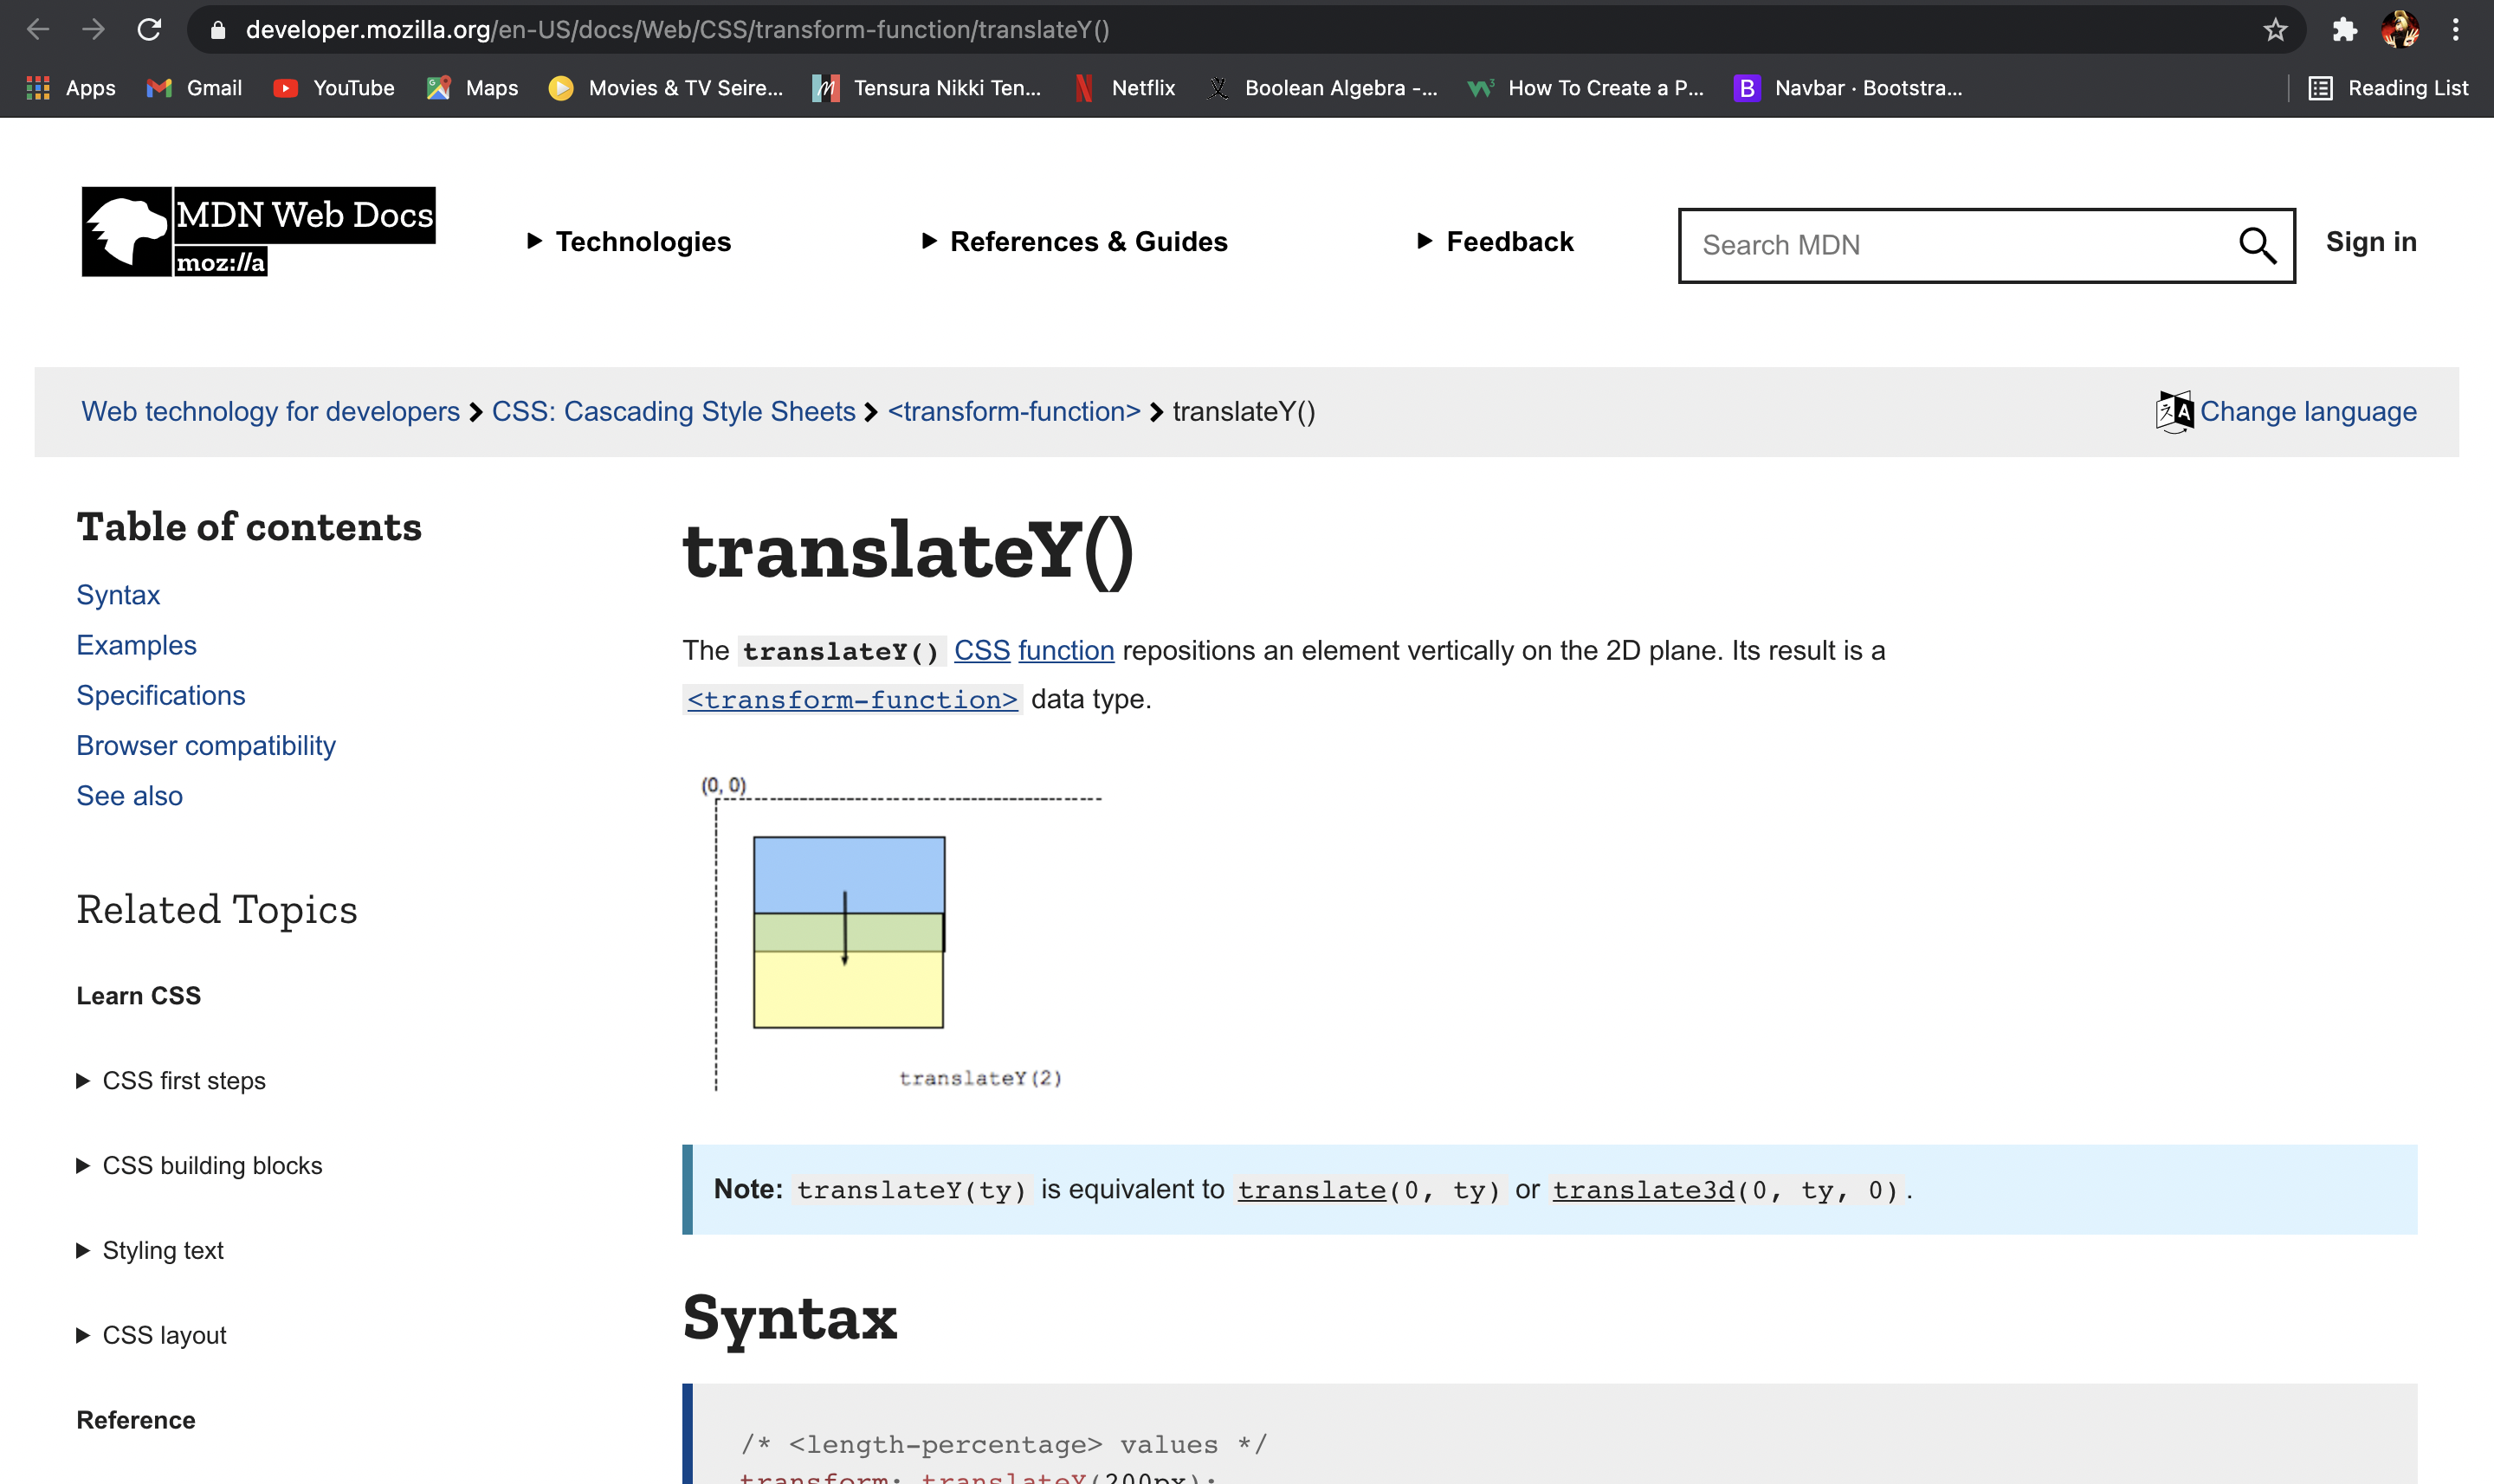 developer.mozilla.org/en-US/docs/Web/CSS/transform-function/translateY()
Apps Gmail YouTube Maps Movies & TV Seire... Tensura Nikki Ten... Netflix Boolean Algebra -... How To Create a P... Navbar · Bootstra... Reading List
MDN Web Docs
moz://a
Technologies References & Guides Feedback Search MDN Sign in
Web technology for developers CSS: Cascading Style Sheets <transform-function> translateY() Change language
Table of contents
Syntax
Examples
Specifications
Browser compatibility
See also
Related Topics
Learn CSS
CSS first steps
CSS building blocks
Styling text
CSS layout
Reference
translateY()
The translateY() CSS function repositions an element vertically on the 2D plane. Its result is a
<transform-function> data type.
(0, 0)
translateY(2)
Note: translateY(ty) is equivalent to translate(0, ty) or translate3d(0, ty, 0).
Syntax
/* <length-percentage> values */
transform: translateY(200px);